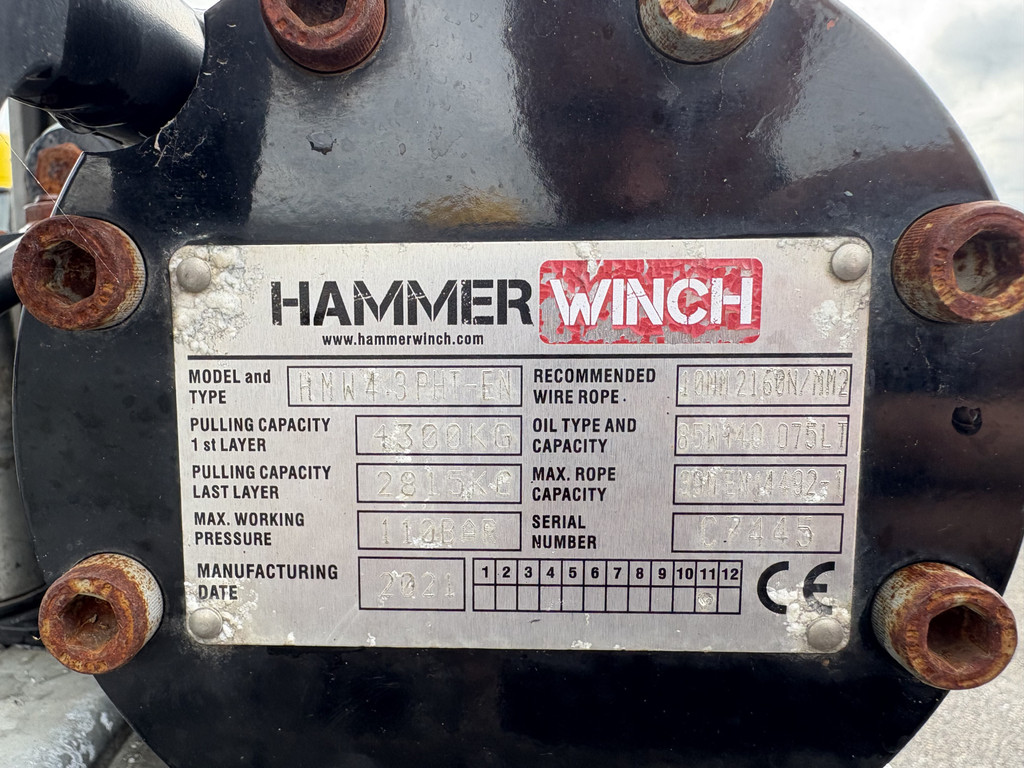 HAMMER WINCH
www.hammerwinch.com
MODEL and TYPE HMW4.3PHT-EN
RECOMMENDED WIRE ROPE. 10MM 2160N/MM2
PULLING CAPACITY 1 st LAYER 4300KG
OIL TYPE AND CAPACITY 85W140 075LT
PULLING CAPACITY LAST LAYER 2815KG
MAX. ROPE CAPACITY
MAX. WORKING PRESSURE 110BAR
SERIAL NUMBER C7445
MANUFACTURING DATE 2021
1 2 3 4 5 6 7 8 9 10 11 12
CE